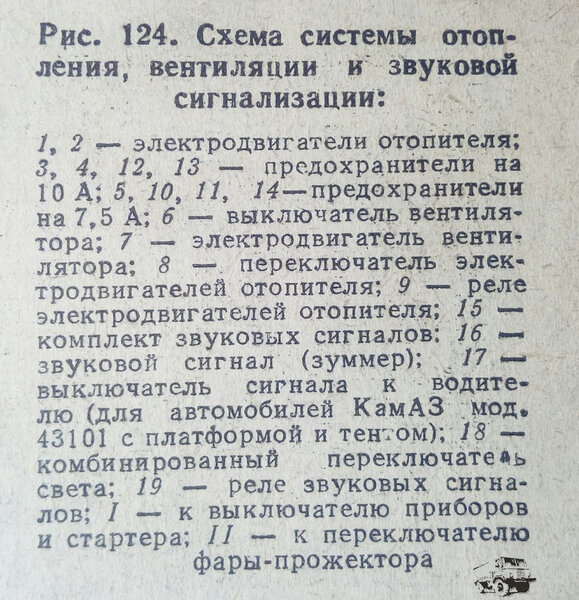 Рис. 124. Схема системы отоп-
ления, вентиляции и звуковой
сигнализации:
1, 2 — электродвигатели отопителя;
3, 4, 12, 13 — предохранители на
10 А; 5, 10, 11, 14—предохранители
на 7,5 А; 6 — выключатель вентиля-
тора; 7 — электродвигатель венти-
лятора; 8 — переключатель элек-
тродвигателей отопителя; 9 — реле
электродвигателей отопителя; 15 —
комплект звуковых сигналов: 16 —
звуковой сигнал (зуммер); 17 —
выключатель сигнала к водите-
лю (для автомобилей КамАЗ мод.
43101 с платформой и тентом); 18 —
комбинированный переключатель
света; 19 — реле звуковых сигна-
лов; I — к выключателю приборов
и стартера; II — к переключателю
фары-прожектора